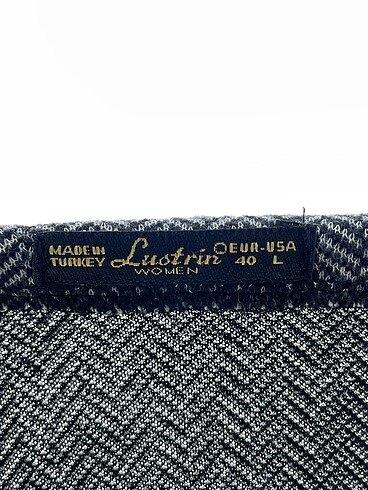 MADE IN
TURKEY
Lustrin
WOMEN
EUR-USA
40 L